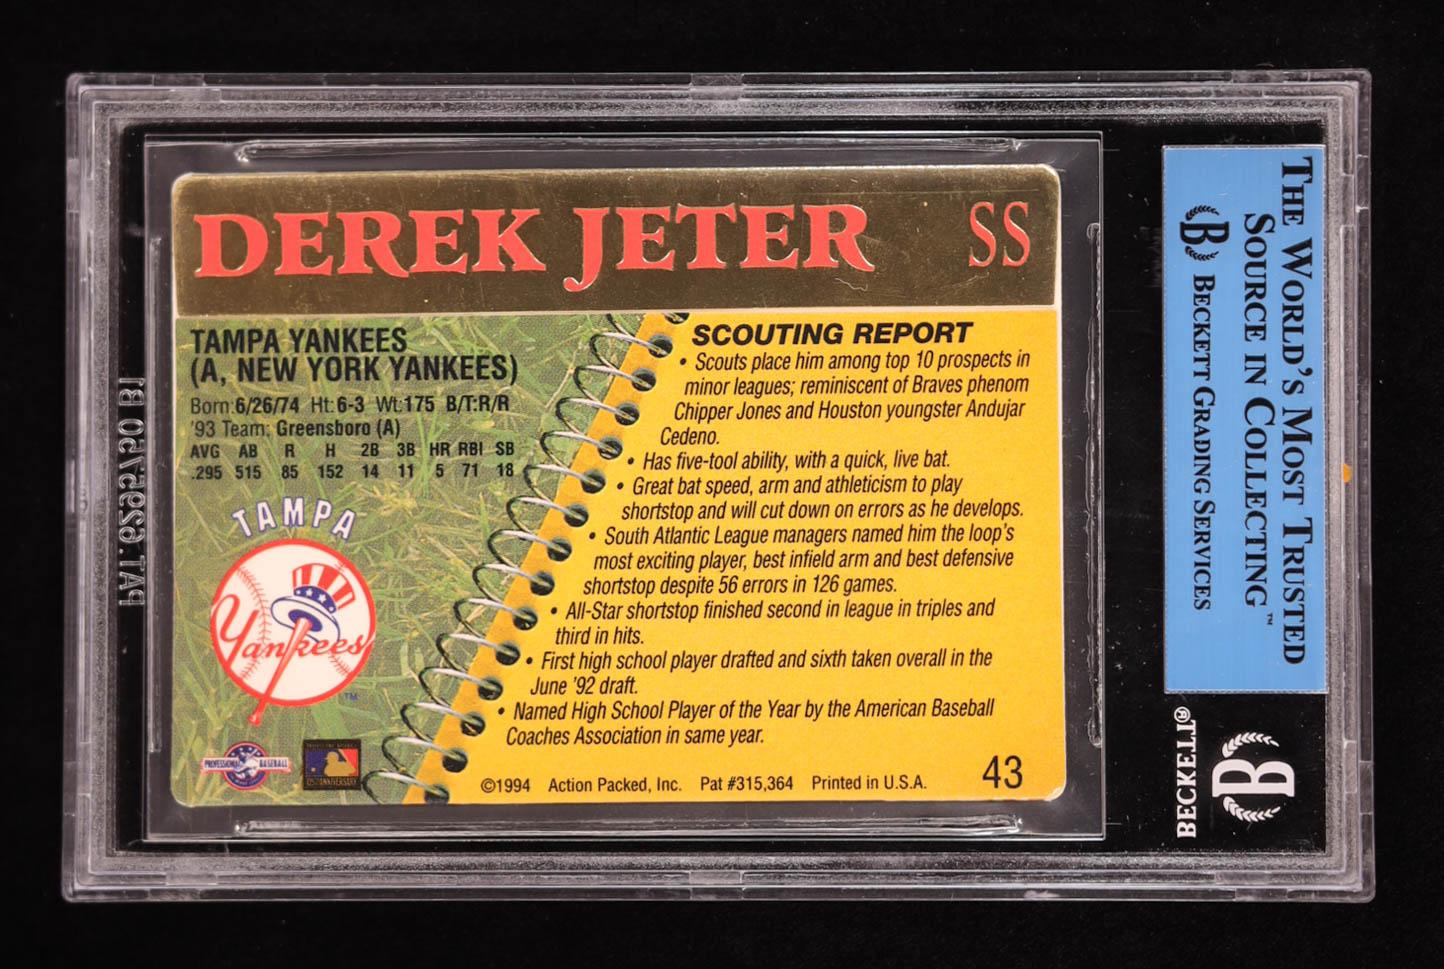 DEREK JETER SS
TAMPA YANKEES
(A, NEW YORK YANKEES)
Born:6/26/74 Ht:6-3 Wt:175 B/T:R/R
'93 Team: Greensboro (A)
AVG AB R H 2B 3B HR RBI SB
.295 515 85 152 14 11 5 71 18
TAMPA
Yankees
TM
PROFESSIONAL BASEBALL
125TH ANNIVERSARY
SCOUTING REPORT
• Scouts place him among top 10 prospects in
minor leagues; reminiscent of Braves phenom
Chipper Jones and Houston youngster Andujar
Cedeno.
• Has five-tool ability, with a quick, live bat.
• Great bat speed, arm and athleticism to play
shortstop and will cut down on errors as he develops.
• South Atlantic League managers named him the loop's
most exciting player, best infield arm and best defensive
shortstop despite 56 errors in 126 games.
• All-Star shortstop finished second in league in triples and
third in hits.
• First high school player drafted and sixth taken overall in the
June '92 draft.
• Named High School Player of the Year by the American Baseball
Coaches Association in same year.
©1994 Action Packed, Inc. Pat #315,364 Printed in U.S.A. 43
THE WORLD'S MOST TRUSTED
SOURCE IN COLLECTING™
B BECKETT GRADING SERVICES
BECKETT®
B